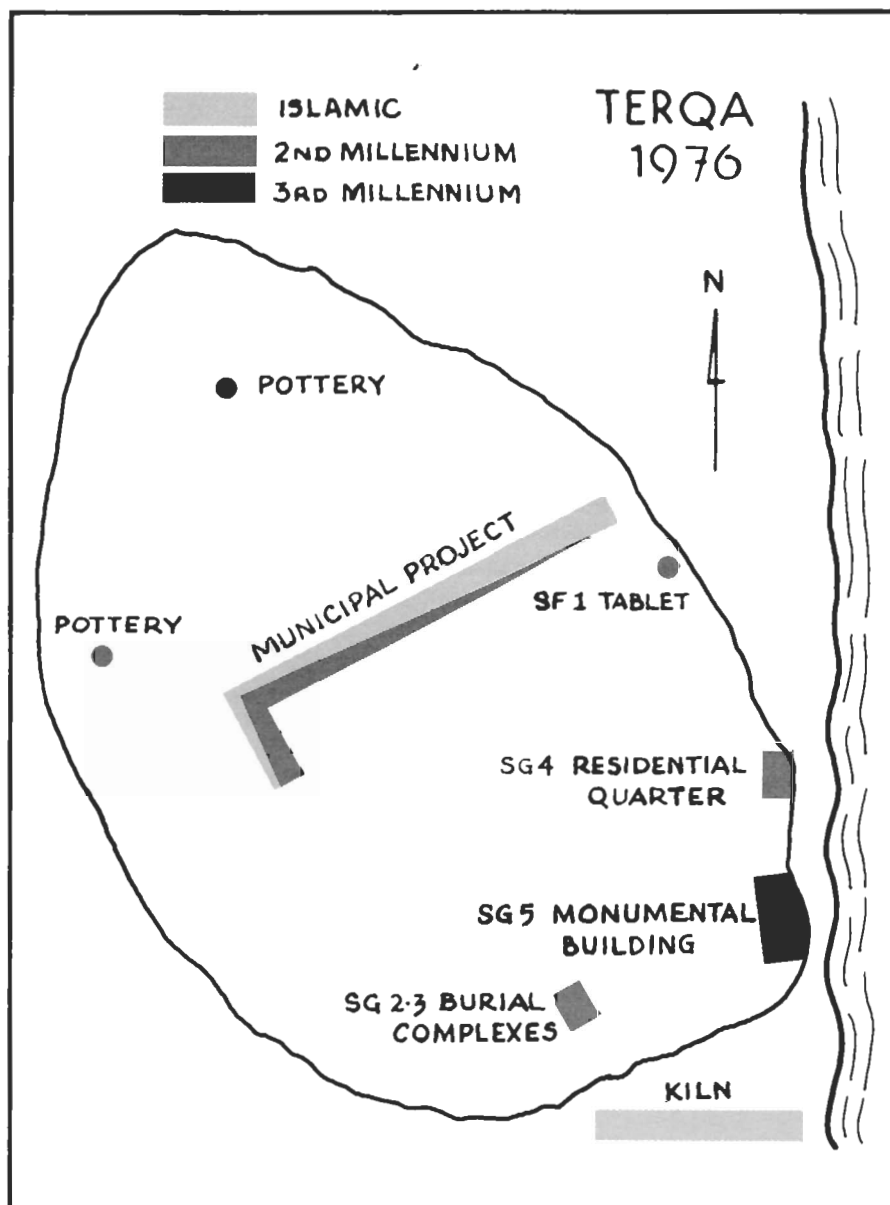 ISLAMIC
2ND MILLENNIUM
3RD MILLENNIUM
TERQA
1976
N
POTTERY
MUNICIPAL PROJECT
SF 1 TABLET
POTTERY
SG4 RESIDENTIAL
QUARTER
SG5 MONUMENTAL
BUILDING
SG 2·3 BURIAL
COMPLEXES
KILN